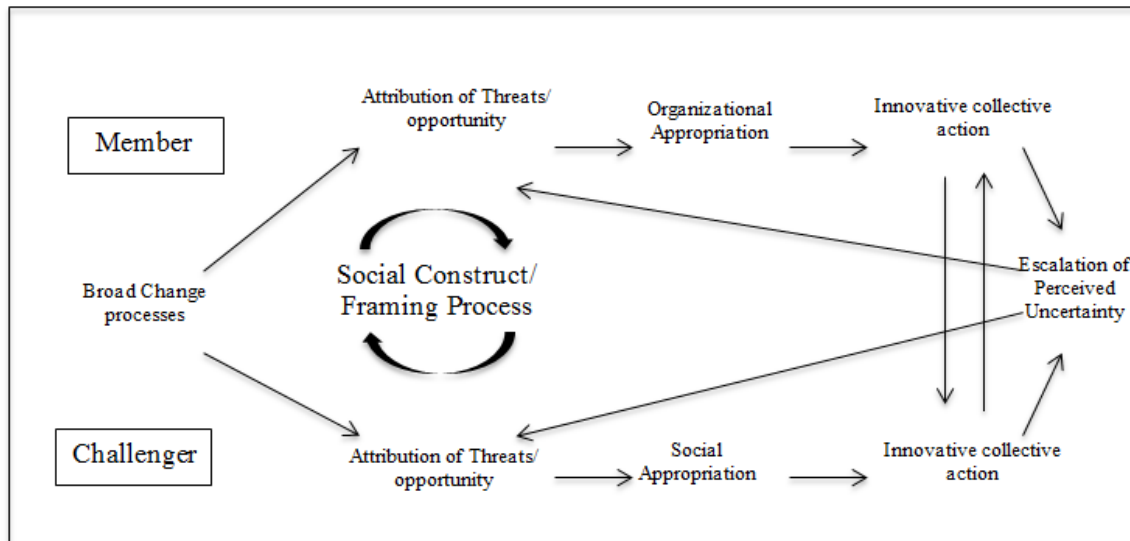 Attribution of Threats/
opportunity
Organizational
Appropriation
Innovative collective
action
Member
Social Construct/
Framing Process
Broad Change
processes
Escalation of
Perceived
Uncertainty
Challenger
Attribution of Threats/
opportunity
Social
Appropriation
Innovative collective
action